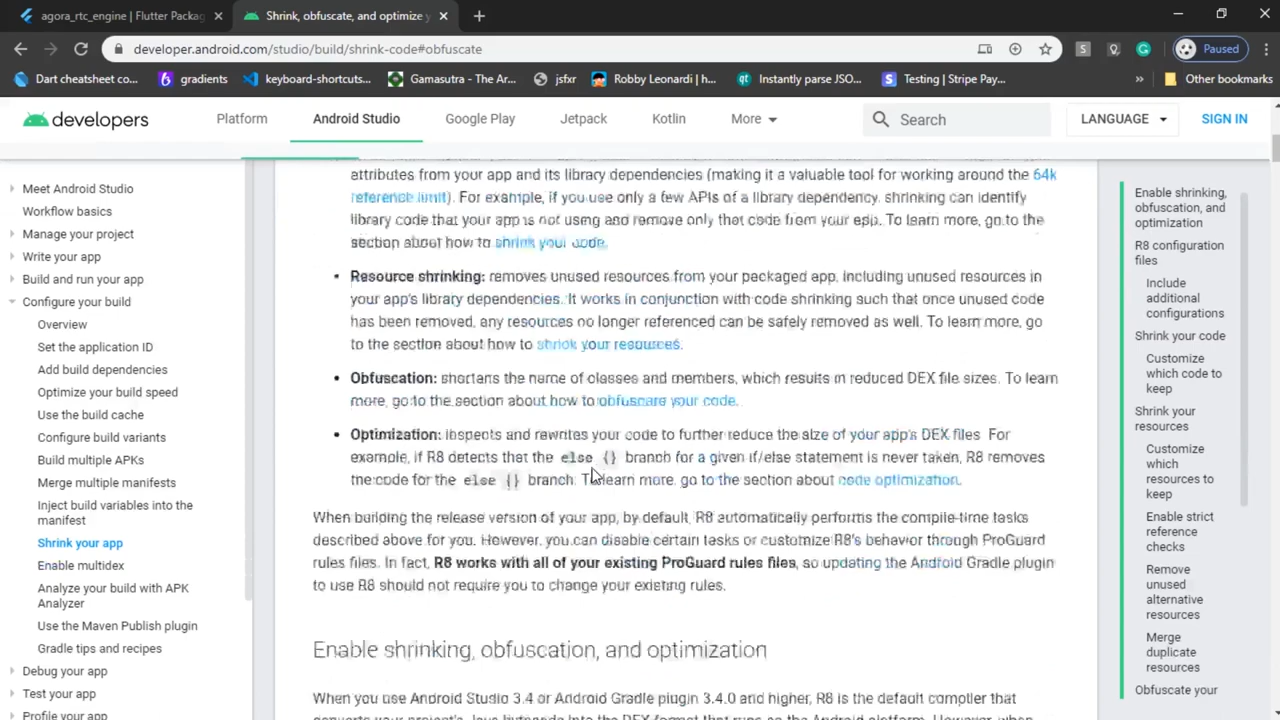 agora_rtc_engine | Flutter Packag
Shrink, obfuscate, and optimize y
developer.android.com/studio/build/shrink-code#obfuscate
Paused
Dart cheatsheet co...
gradients
keyboard-shortcuts...
Gamasutra - The Ar...
jsfxr
Robby Leonardi | h...
Instantly parse JSO...
Testing | Stripe Pay...
»
Other bookmarks
developers
Platform
Android Studio
Google Play
Jetpack
Kotlin
More
Search
LANGUAGE
SIGN IN
Meet Android Studio
Workflow basics
Manage your project
Write your app
Build and run your app
Configure your build
Overview
Set the application ID
Add build dependencies
Optimize your build speed
Use the build cache
Configure build variants
Build multiple APKs
Merge multiple manifests
Inject build variables into the
manifest
Shrink your app
Enable multidex
Analyze your build with APK
Analyzer
Use the Maven Publish plugin
Gradle tips and recipes
Debug your app
Test your app
Profile your app
attributes from your app and its library dependencies (making it a valuable tool for working around the 64k
reference limit). For example, if you use only a few APIs of a library dependency, shrinking can identify
library code that your app is not using and remove only that code from your app. To learn more, go to the
section about how to shrink your code.
• Resource shrinking: removes unused resources from your packaged app, including unused resources in
your app's library dependencies. It works in conjunction with code shrinking such that once unused code
has been removed, any resources no longer referenced can be safely removed as well. To learn more, go
to the section about how to shrink your resources.
• Obfuscation: shortens the name of classes and members, which results in reduced DEX file sizes. To learn
more, go to the section about how to obfuscate your code.
• Optimization: inspects and rewrites your code to further reduce the size of your app's DEX files. For
example, if R8 detects that the else {} branch for a given if/else statement is never taken, R8 removes
the code for the else {} branch. To learn more, go to the section about code optimization.
When building the release version of your app, by default, R8 automatically performs the compile-time tasks
described above for you. However, you can disable certain tasks or customize R8's behavior through ProGuard
rules files. In fact, R8 works with all of your existing ProGuard rules files, so updating the Android Gradle plugin
to use R8 should not require you to change your existing rules.
Enable shrinking, obfuscation, and optimization
When you use Android Studio 3.4 or Android Gradle plugin 3.4.0 and higher, R8 is the default compiler that
converts your project's Java bytecode into the DEX format that runs on the Android platform. However, when
Enable shrinking,
obfuscation, and
optimization
R8 configuration
files
Include
additional
configurations
Shrink your code
Customize
which code to
keep
Shrink your
resources
Customize
which
resources to
keep
Enable strict
reference
checks
Remove
unused
alternative
resources
Merge
duplicate
resources
Obfuscate your